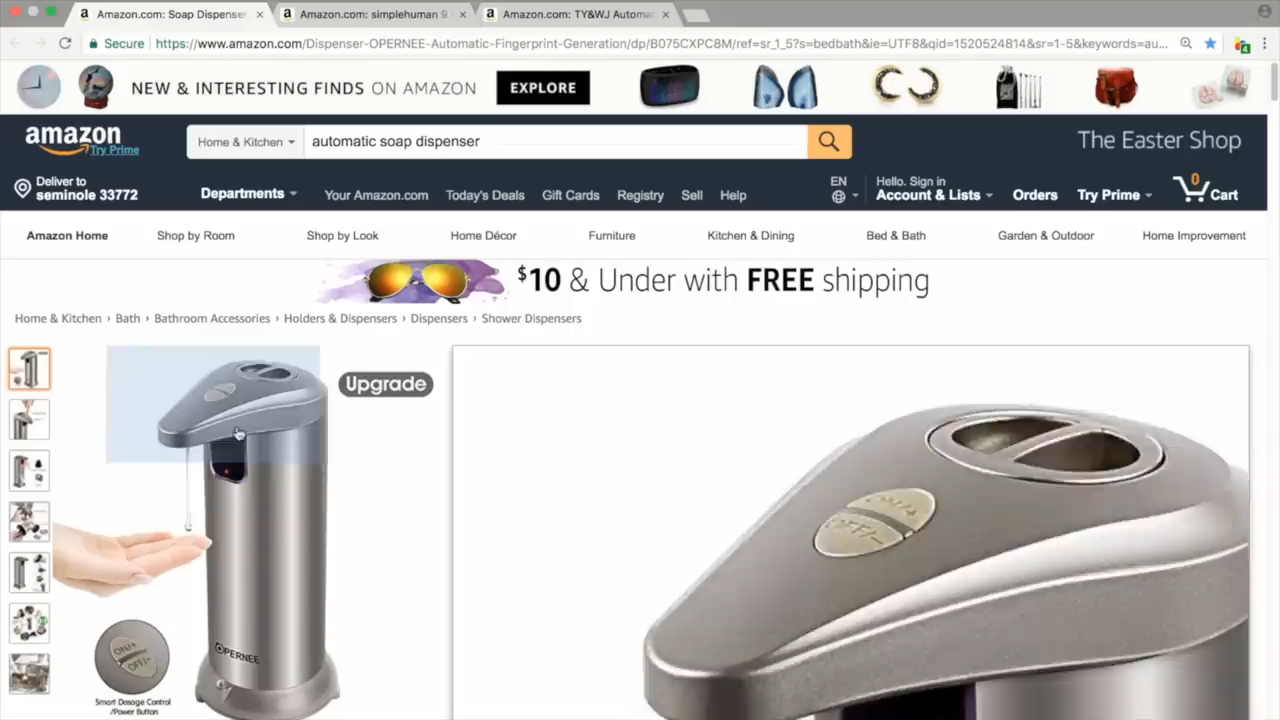 Amazon.com: Soap Dispenser
Amazon.com: simplehuman 9
Amazon.com: TY&WJ Automat
Secure
https://www.amazon.com/Dispenser-OPERNEE-Automatic-Fingerprint-Generation/dp/B075CXPC8M/ref=sr_1_5?s=bedbath&ie=UTF8&qid=1520524814&sr=1-5&keywords=au...
NEW & INTERESTING FINDS ON AMAZON
EXPLORE
amazon
Try Prime
Home & Kitchen
automatic soap dispenser
The Easter Shop
Deliver to
seminole 33772
Departments
Your Amazon.com
Today's Deals
Gift Cards
Registry
Sell
Help
EN
Hello. Sign in
Account & Lists
Orders
Try Prime
0
Cart
Amazon Home
Shop by Room
Shop by Look
Home Décor
Furniture
Kitchen & Dining
Bed & Bath
Garden & Outdoor
Home Improvement
$10 & Under with FREE shipping
Home & Kitchen › Bath › Bathroom Accessories › Holders & Dispensers › Dispensers › Shower Dispensers
Upgrade
ON/+
OFF/-
OPERNEE
ON/+
OFF/-
Smart Dosage Control
/Power Button